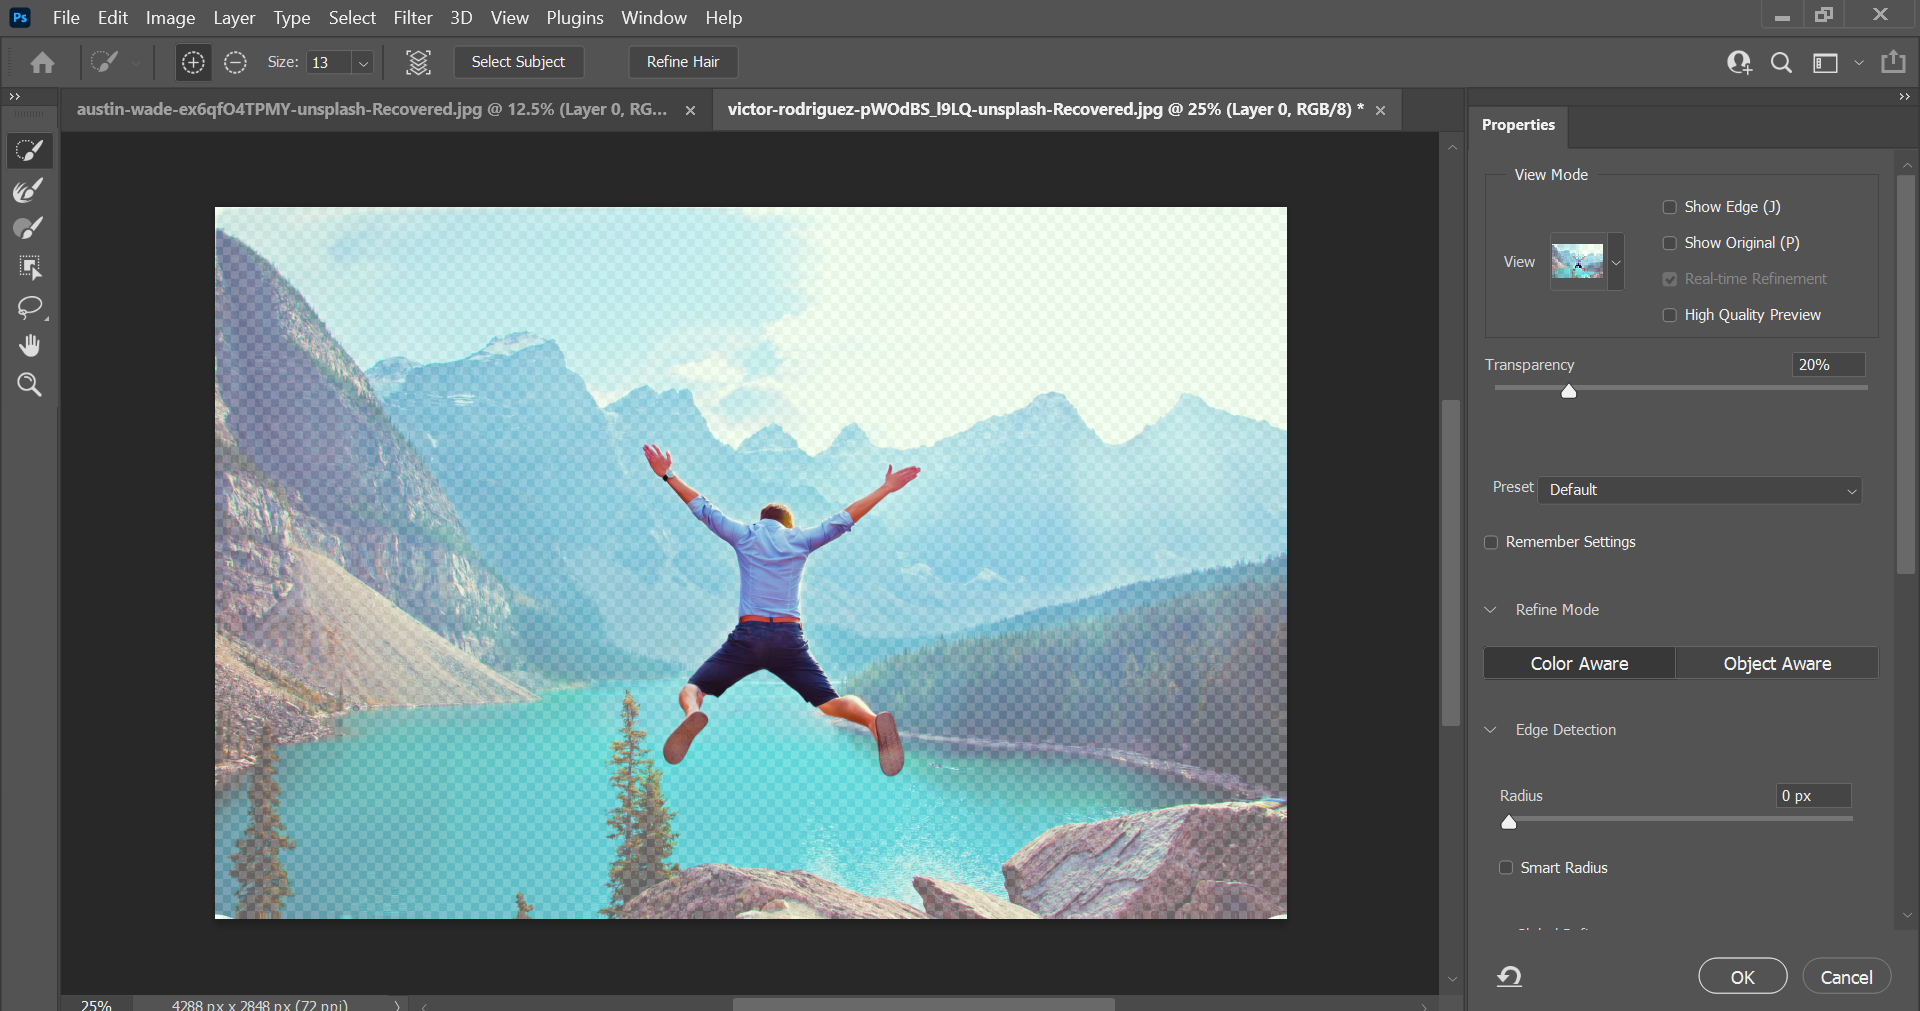 Ps File Edit Image Layer Type Select Filter 3D View Plugins Window Help
Size: 13 Select Subject Refine Hair
austin-wade-ex6qfO4TPMY-unsplash-Recovered.jpg @ 12.5% (Layer 0, RG... × victor-rodriguez-pWOdBS_l9LQ-unsplash-Recovered.jpg @ 25% (Layer 0, RGB/8) * ×
Properties
View Mode
Show Edge (J)
Show Original (P)
View
Real-time Refinement
High Quality Preview
Transparency 20%
Preset Default
Remember Settings
Refine Mode
Color Aware Object Aware
Edge Detection
Radius 0 px
Smart Radius
OK Cancel
25% 4288 px x 2848 px (72 ppi)